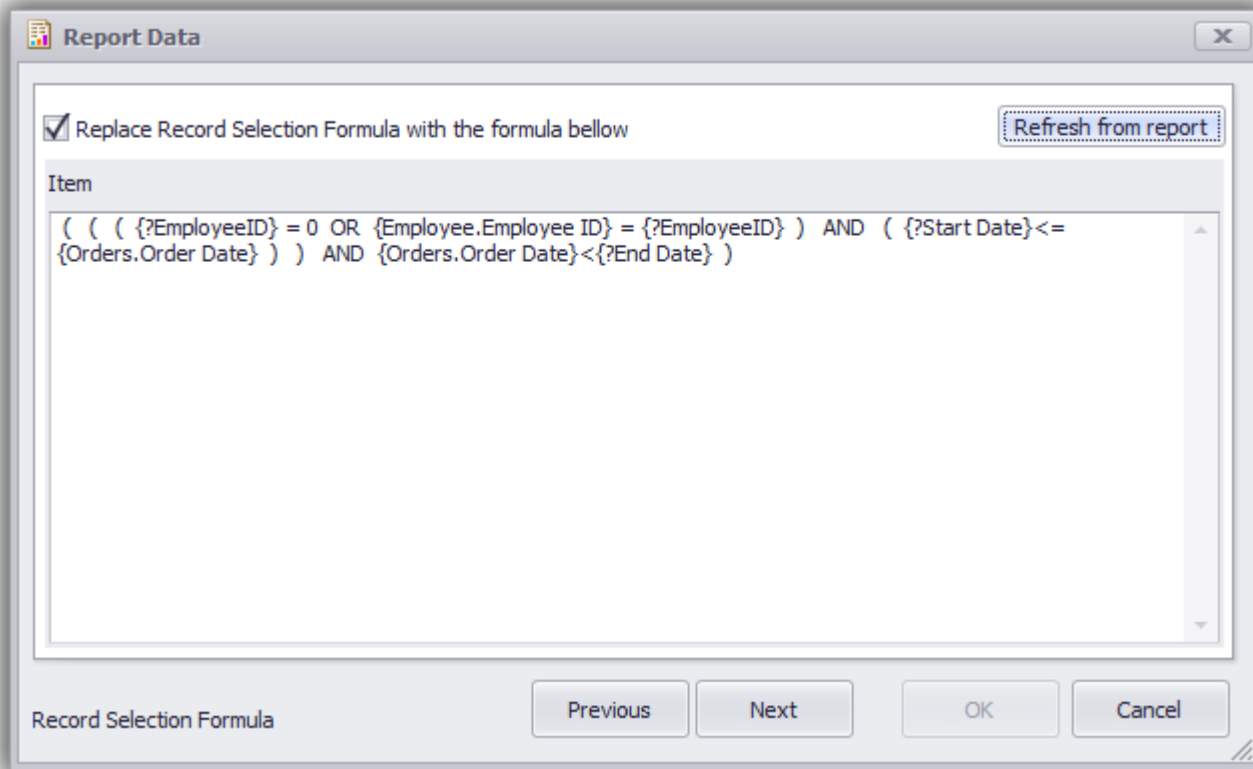 Report Data
Replace Record Selection Formula with the formula bellow
Refresh from report
Item
( ( ( {?EmployeeID} = 0 OR {Employee.Employee ID} = {?EmployeeID} ) AND ( {?Start Date}<=
{Orders.Order Date} ) ) AND {Orders.Order Date}<{?End Date} )
Record Selection Formula
Previous
Next
OK
Cancel